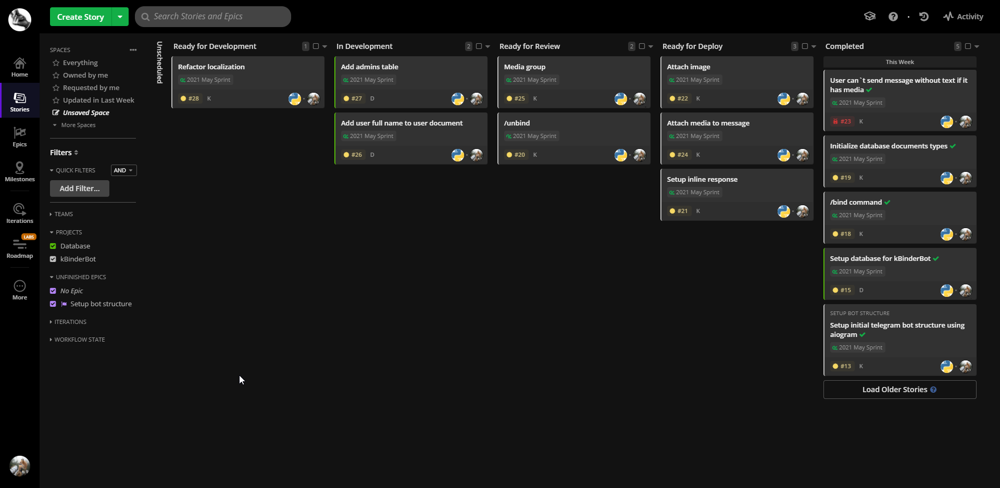 Create Story
Search Stories and Epics
Activity
Home
Stories
Epics
Milestones
Iterations
LABS
Roadmap
More
SPACES
Everything
Owned by me
Requested by me
Updated in Last Week
Unsaved Space
More Spaces
Filters
QUICK FILTERS AND
Add Filter...
TEAMS
PROJECTS
Database
kBinderBot
UNFINISHED EPICS
No Epic
Setup bot structure
ITERATIONS
WORKFLOW STATE
Unscheduled
Ready for Development 1
Refactor localization
2021 May Sprint
#28 K
In Development 2
Add admins table
2021 May Sprint
#27 D
Add user full name to user document
2021 May Sprint
#26 D
Ready for Review 2
Media group
2021 May Sprint
#25 K
/unbind
2021 May Sprint
#20 K
Ready for Deploy 3
Attach image
2021 May Sprint
#22 K
Attach media to message
2021 May Sprint
#24 K
Setup inline response
2021 May Sprint
#21 K
Completed 5
This Week
User can`t send message without text if it
has media
2021 May Sprint
#23 K
Initialize database documents types
2021 May Sprint
#19 K
/bind command
2021 May Sprint
#18 K
Setup database for kBinderBot
2021 May Sprint
#15 D
SETUP BOT STRUCTURE
Setup initial telegram bot structure using
aiogram
2021 May Sprint
#13 K
Load Older Stories